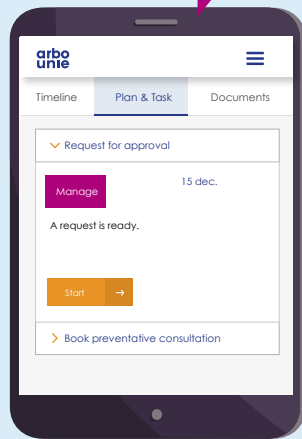 arbo
unie
Timeline Plan & Task Documents
Request for approval
Manage 15 dec.
A request is ready.
Start
Book preventative consultation